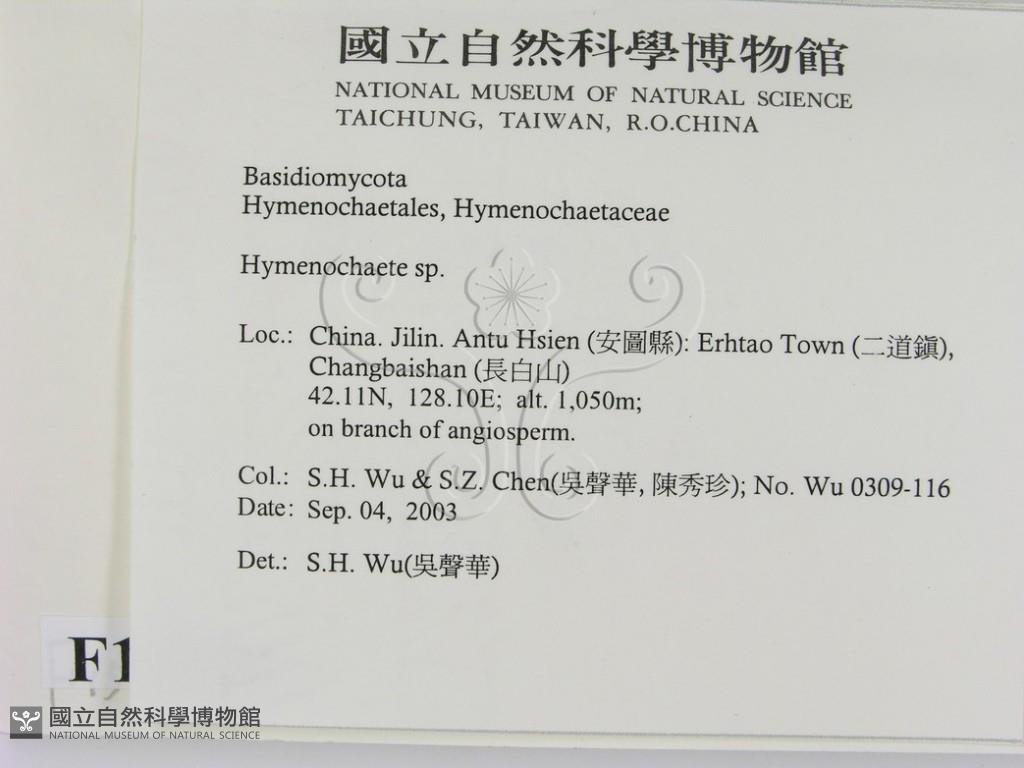 國立自然科學博物館
NATIONAL MUSEUM OF NATURAL SCIENCE
TAICHUNG, TAIWAN, R.O.CHINA
Basidiomycota
Hymenochaetales, Hymenochaetaceae
Hymenochaete sp.
Loc.: China. Jilin. Antu Hsien (安圖縣): Erhtao Town (二道鎭),
Changbaishan (長白山)
42.11N, 128.10E; alt. 1,050m;
on branch of angiosperm.
Col.: S.H. Wu & S.Z. Chen(吳聲華, 陳秀珍); No. Wu 0309-116
Date: Sep. 04, 2003
Det.: S.H. Wu(吳聲華)
F1
國立自然科學博物館
NATIONAL MUSEUM OF NATURAL SCIENCE